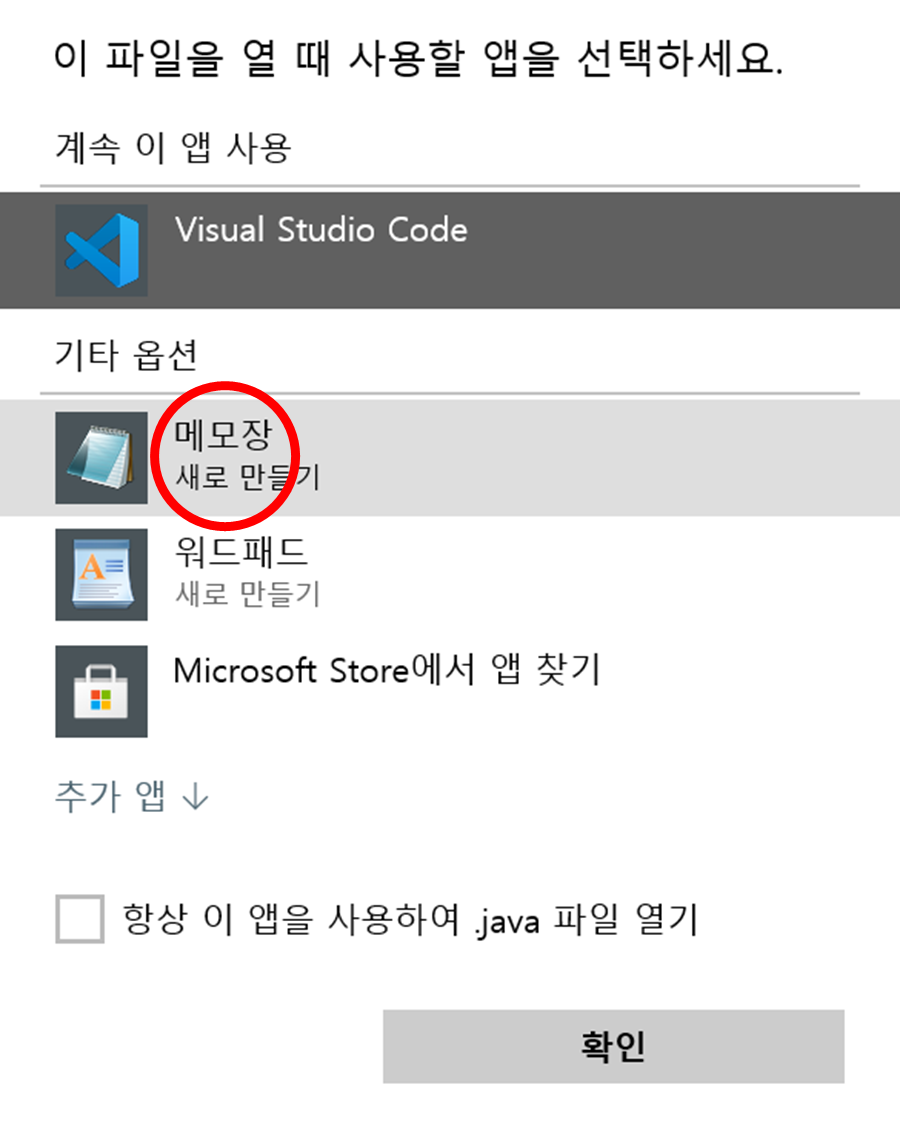 이 파일을 열 때 사용할 앱을 선택하세요.
계속 이 앱 사용
Visual Studio Code
기타 옵션
메모장
새로 만들기
워드패드
새로 만들기
Microsoft Store에서 앱 찾기
추가 앱 ↓
항상 이 앱을 사용하여 .java 파일 열기
확인